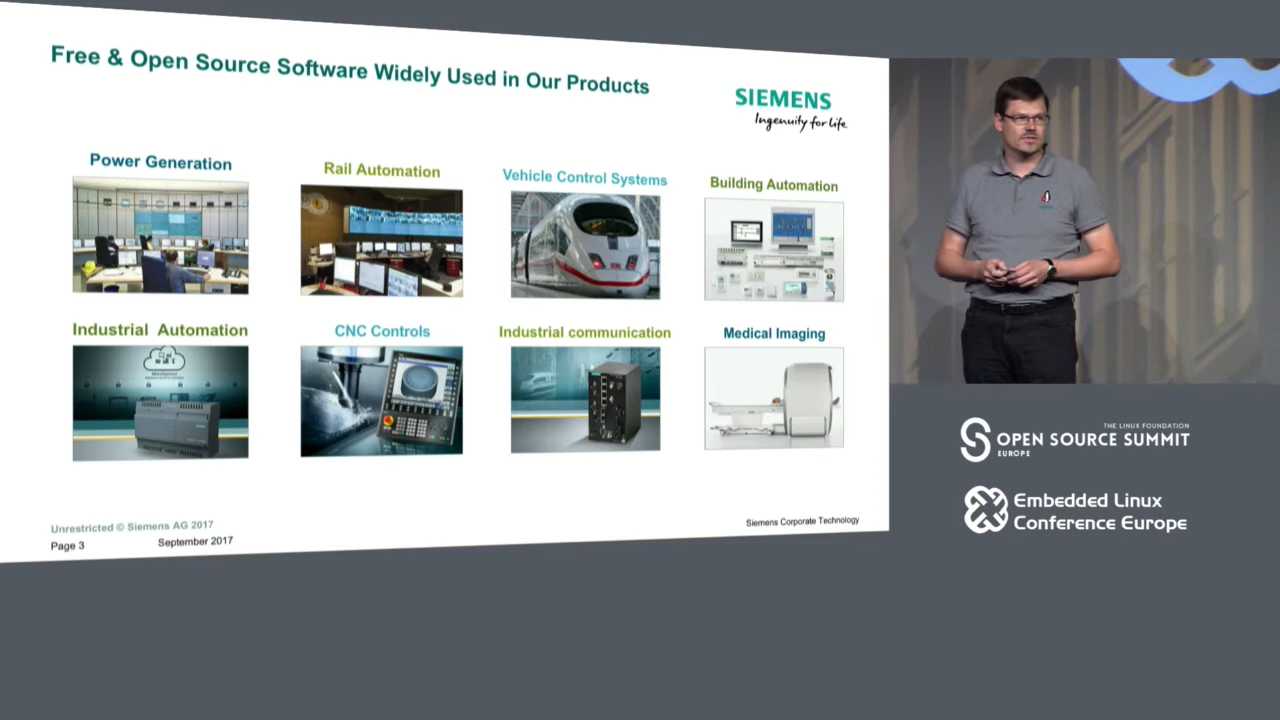 Free & Open Source Software Widely Used in Our Products
SIEMENS
Ingenuity for life
Power Generation
Rail Automation
Vehicle Control Systems
Building Automation
Industrial Automation
CNC Controls
Industrial communication
Medical Imaging
Unrestricted © Siemens AG 2017
Page 3
September 2017
Siemens Corporate Technology
THE LINUX FOUNDATION
OPEN SOURCE SUMMIT
EUROPE
Embedded Linux
Conference Europe